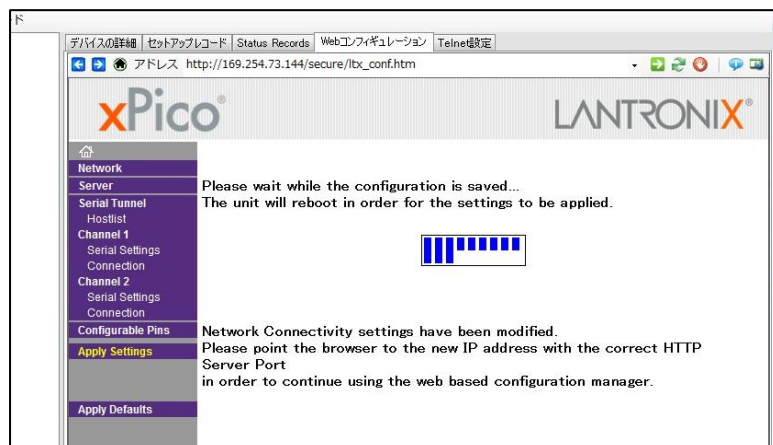 ード
デバイスの詳細 セットアップレコード Status Records Webコンフィギュレーション Telnet設定
アドレス http://169.254.73.144/secure/ltx_conf.htm
xPico®
LANTRONIX®
Network
Server
Serial Tunnel
Hostlist
Channel 1
Serial Settings
Connection
Channel 2
Serial Settings
Connection
Configurable Pins
Apply Settings
Apply Defaults
Please wait while the configuration is saved...
The unit will reboot in order for the settings to be applied.
Network Connectivity settings have been modified.
Please point the browser to the new IP address with the correct HTTP
Server Port
in order to continue using the web based configuration manager.